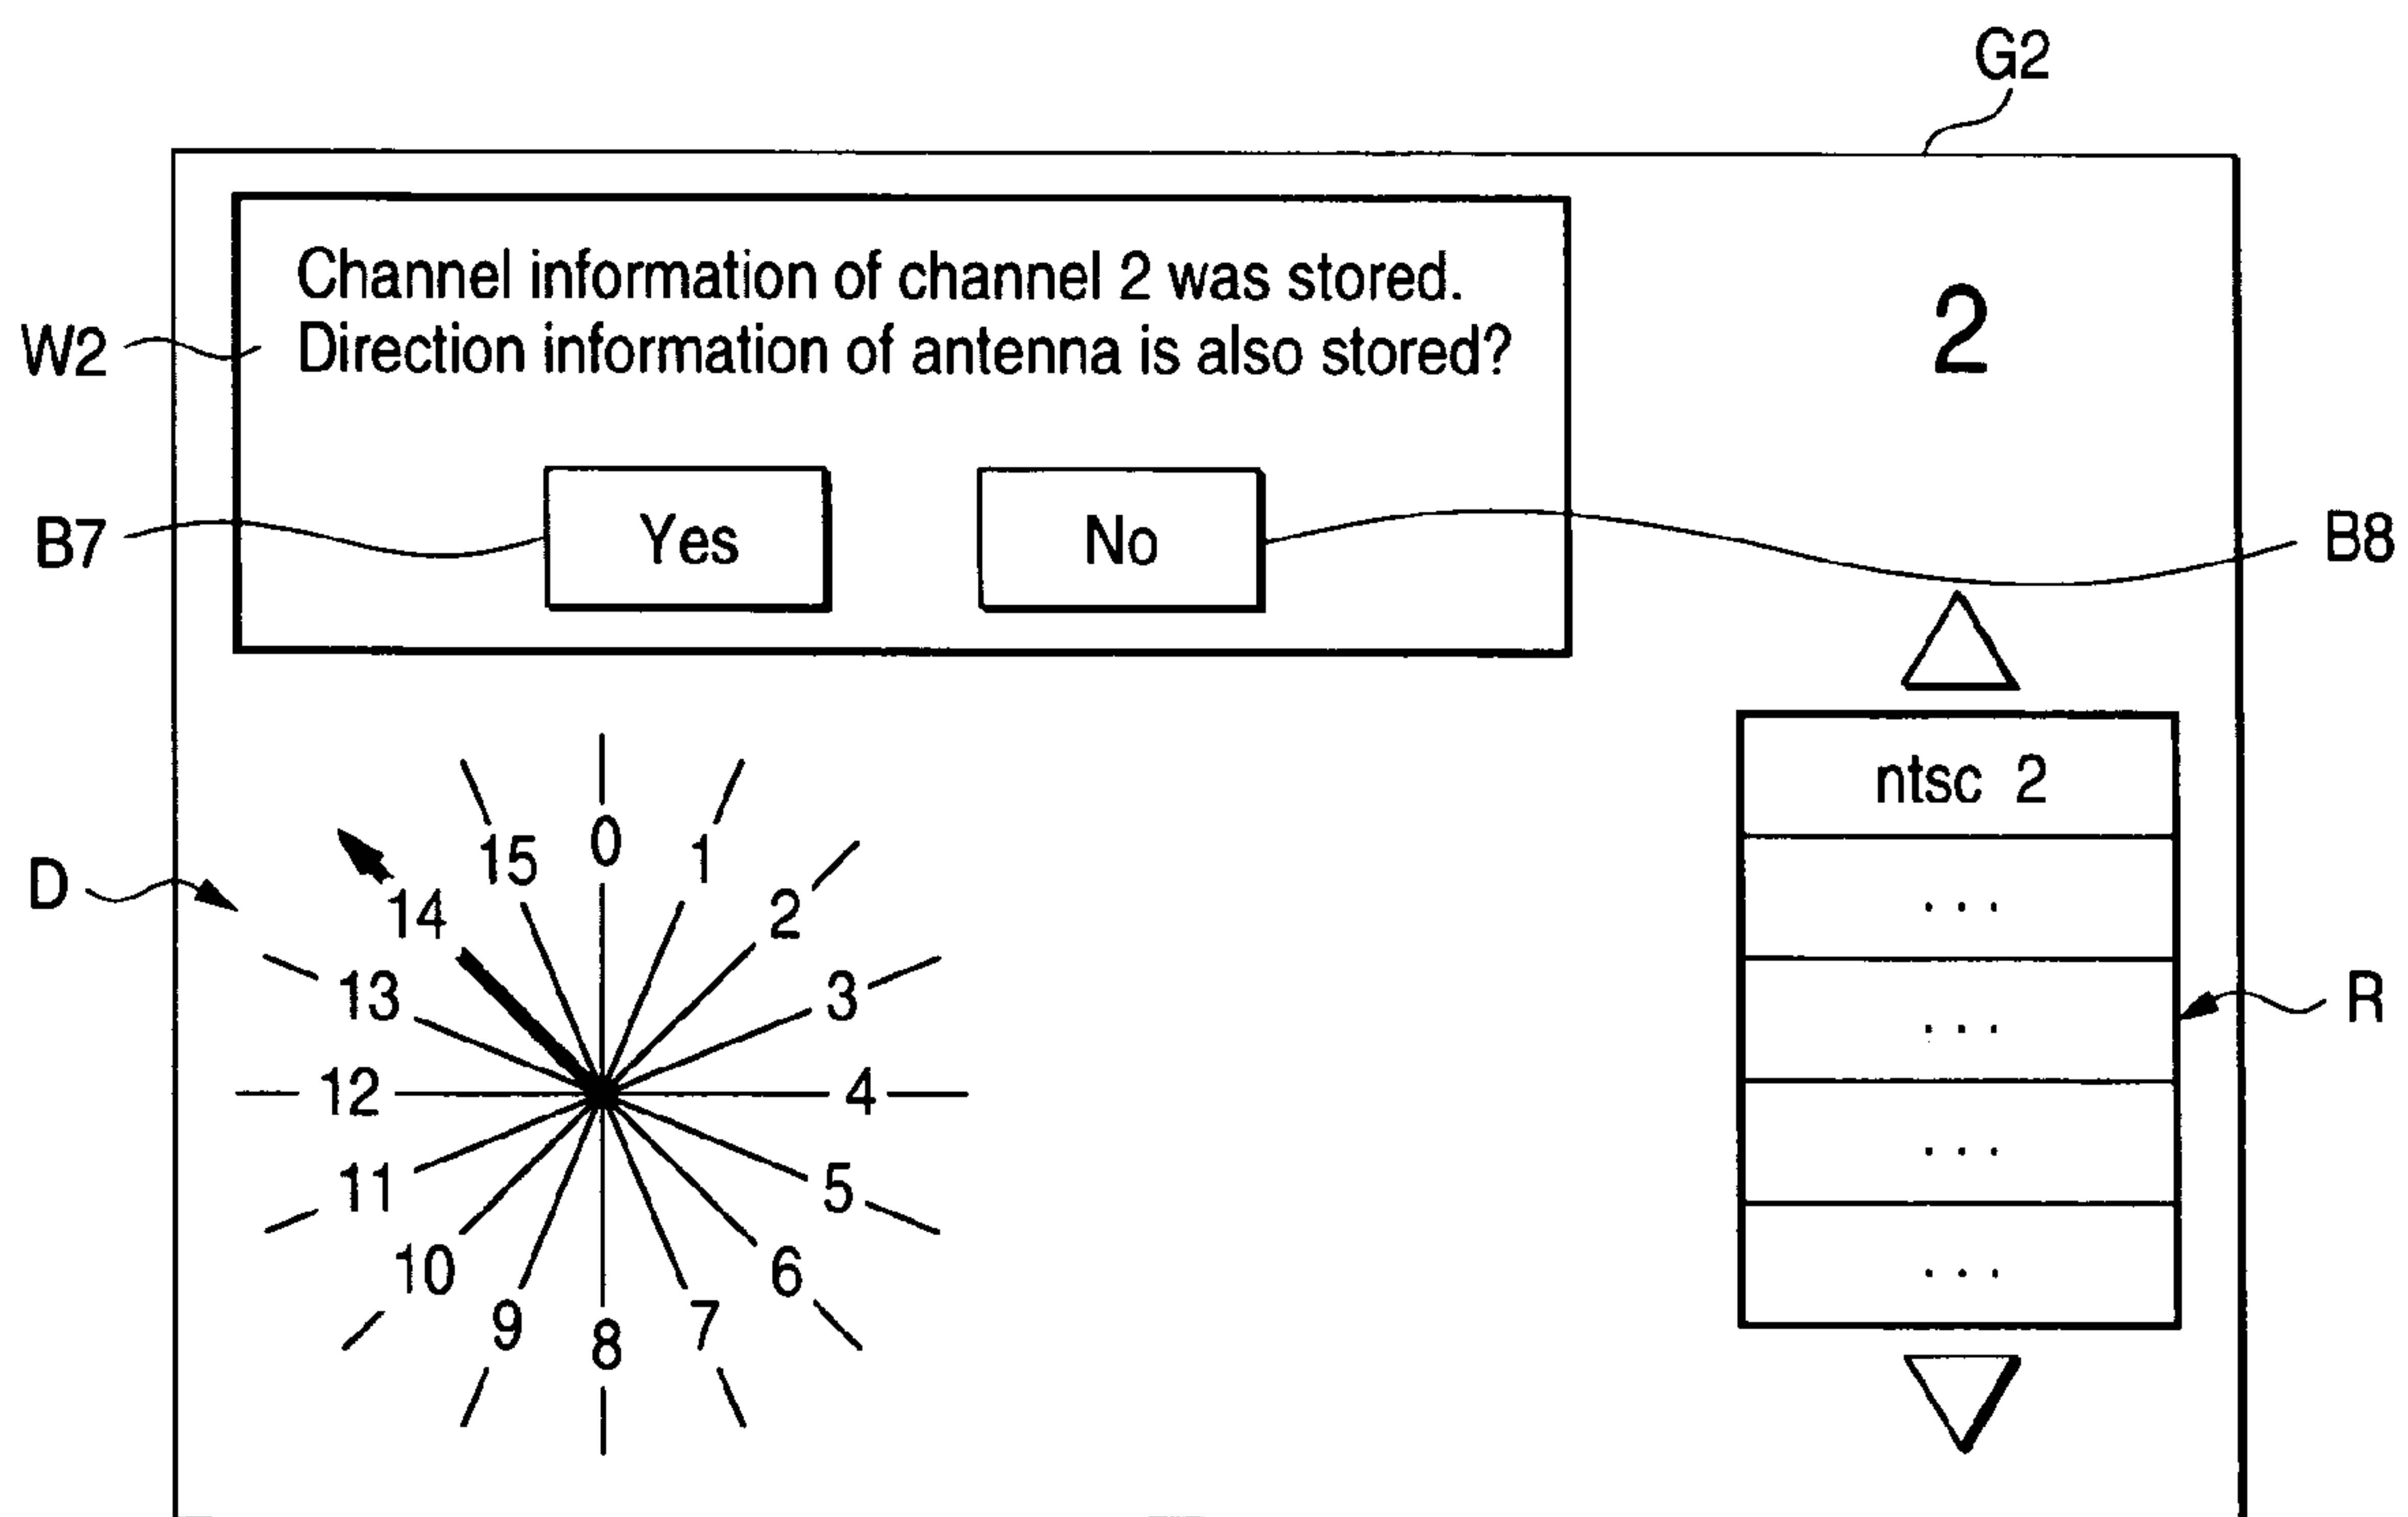 G2
Channel information of channel 2 was stored.
Direction information of antenna is also stored?
2
W2
Yes
No
B7
B8
ntsc 2
...
...
...
...
R
D
0
1
2
3
4
5
6
7
8
9
10
11
12
13
14
15